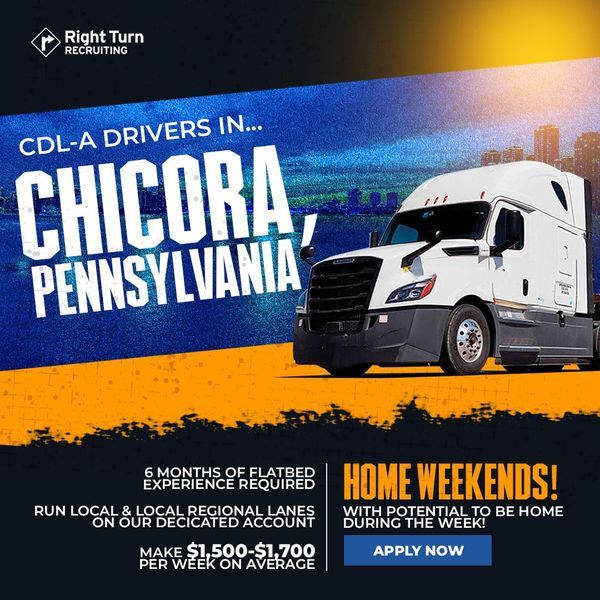 Right Turn
RECRUITING
CDL-A DRIVERS IN...
CHICORA,
PENNSYLVANIA
6 MONTHS OF FLATBED
EXPERIENCE REQUIRED
RUN LOCAL & LOCAL REGIONAL LANES
ON OUR DECICATED ACCOUNT
MAKE $1,500-$1,700
PER WEEK ON AVERAGE
HOME WEEKENDS!
WITH POTENTIAL TO BE HOME
DURING THE WEEK!
APPLY NOW